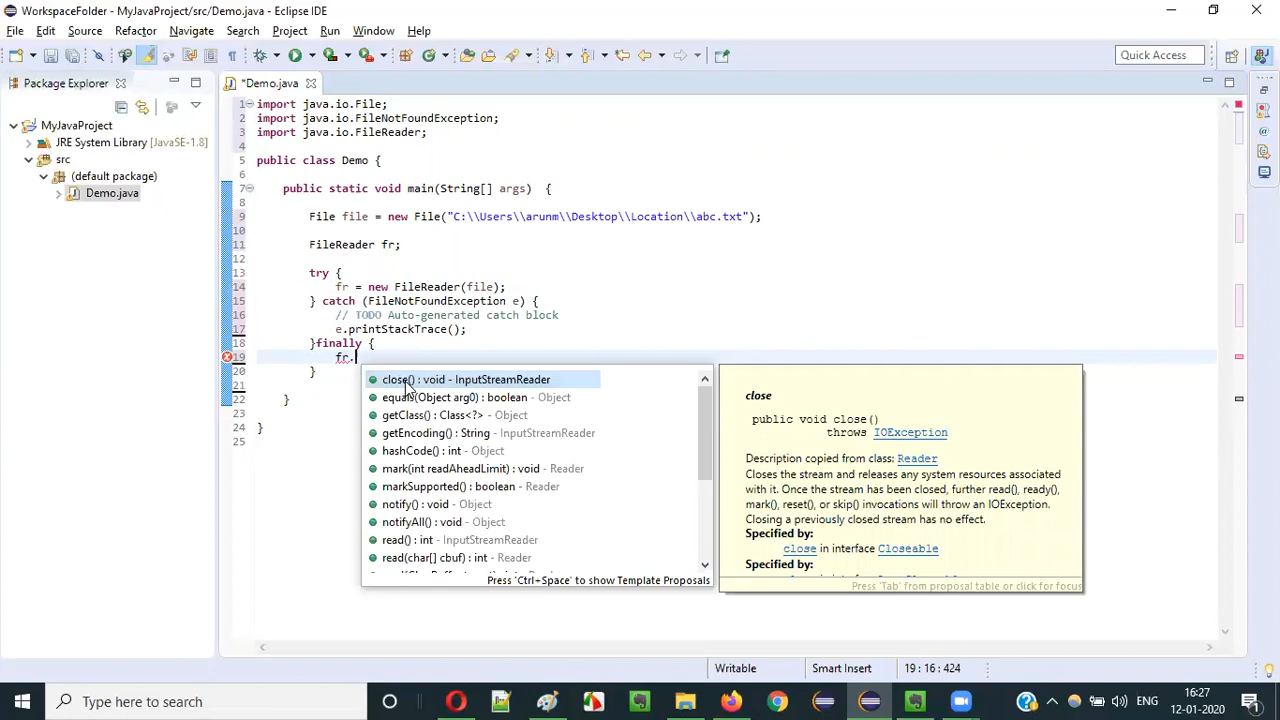 WorkspaceFolder - MyJavaProject/src/Demo.java - Eclipse IDE
File Edit Source Refactor Navigate Search Project Run Window Help
Quick Access
Package Explorer
*Demo.java
MyJavaProject
JRE System Library [JavaSE-1.8]
src
(default package)
Demo.java
1 import java.io.File;
2 import java.io.FileNotFoundException;
3 import java.io.FileReader;
4
5 public class Demo {
6
7 public static void main(String[] args) {
8
9 File file = new File("C:\\Users\\arunm\\Desktop\\Location\\abc.txt");
10
11 FileReader fr;
12
13 try {
14 fr = new FileReader(file);
15 } catch (FileNotFoundException e) {
16 // TODO Auto-generated catch block
17 e.printStackTrace();
18 }finally {
19 fr.
20 }
21
22 }
23
24 }
25
close() : void - InputStreamReader
equals(Object arg0) : boolean - Object
getClass() : Class<?> - Object
getEncoding() : String - InputStreamReader
hashCode() : int - Object
mark(int readAheadLimit) : void - Reader
markSupported() : boolean - Reader
notify() : void - Object
notifyAll() : void - Object
read() : int - InputStreamReader
read(char[] cbuf) : int - Reader
Press 'Ctrl+Space' to show Template Proposals
close
public void close()
throws IOException
Description copied from class: Reader
Closes the stream and releases any system resources associated
with it. Once the stream has been closed, further read(), ready(),
mark(), reset(), or skip() invocations will throw an IOException.
Closing a previously closed stream has no effect.
Specified by:
close in interface Closeable
Specified by:
Press 'Tab' from proposal table or click for focus
Writable
Smart Insert
19 : 16 : 424
Type here to search
ENG
16:27
12-01-2020